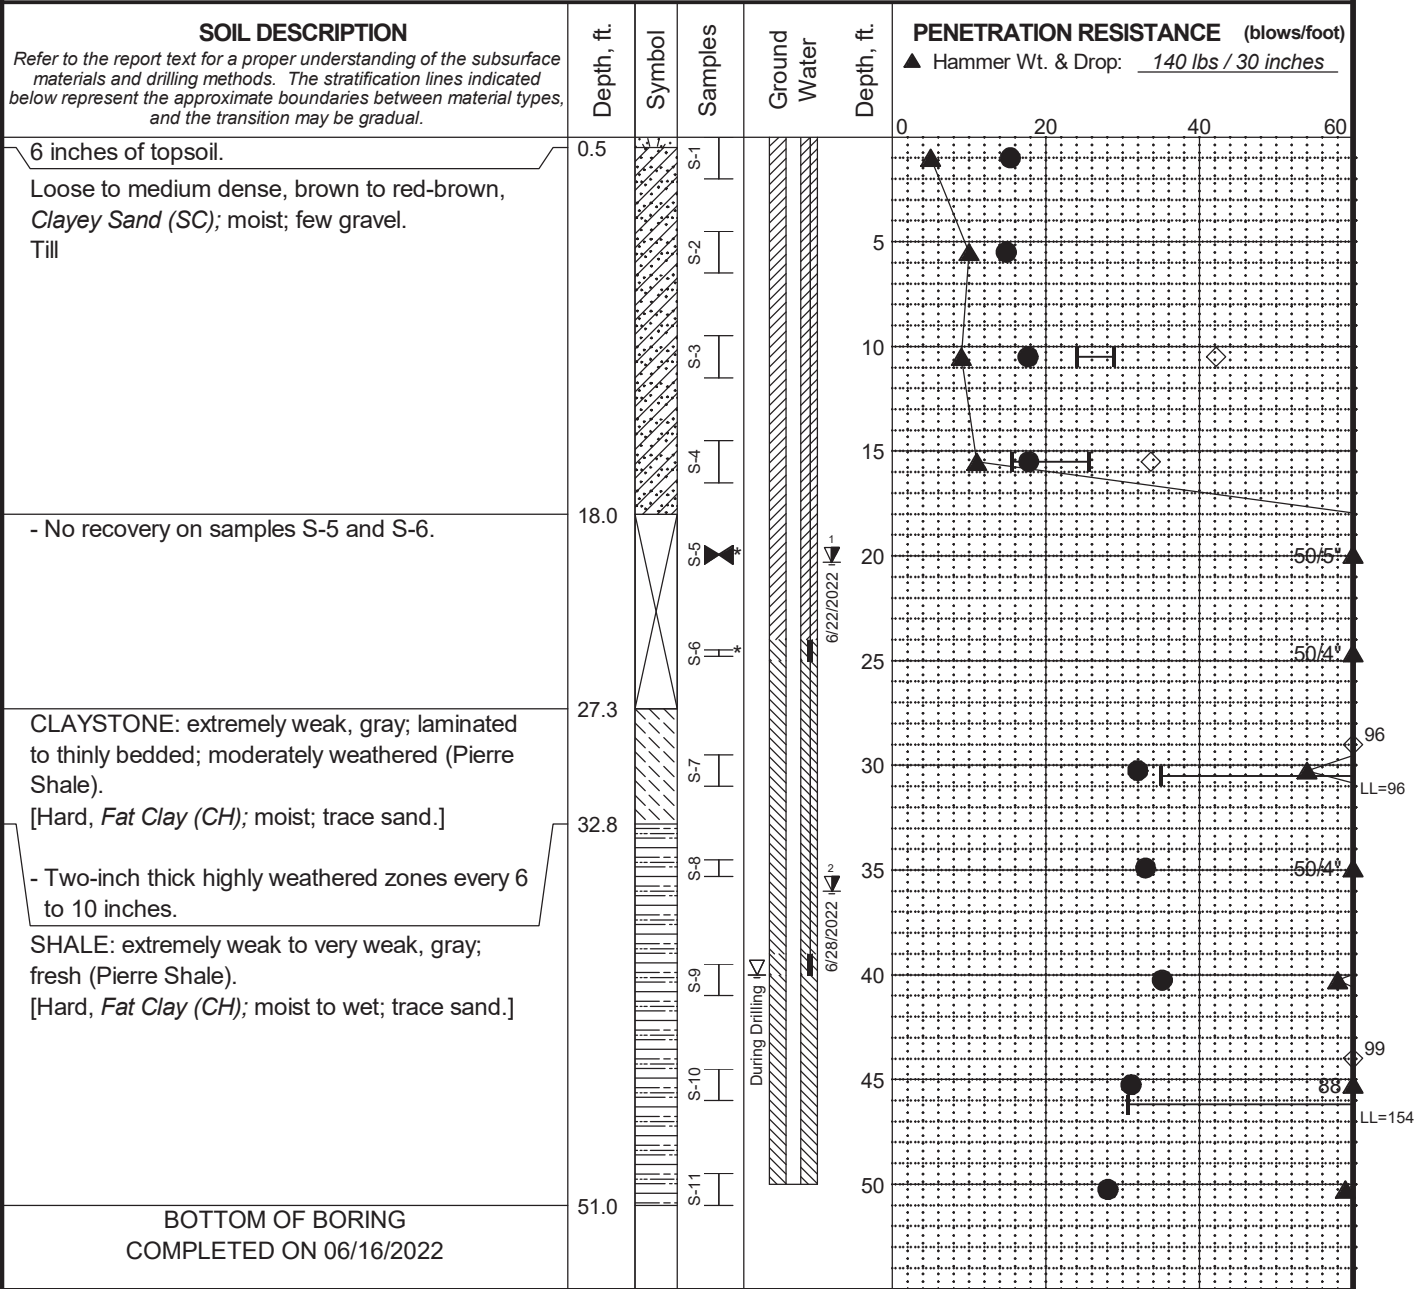 SOIL DESCRIPTION
Refer to the report text for a proper understanding of the subsurface
materials and drilling methods. The stratification lines indicated
below represent the approximate boundaries between material types,
and the transition may be gradual.
Depth, ft.
Symbol
Samples
Ground
Water
Depth, ft.
PENETRATION RESISTANCE (blows/foot)
▲ Hammer Wt. & Drop: 140 lbs / 30 inches
0 20 40 60
6 inches of topsoil.
0.5
Loose to medium dense, brown to red-brown,
Clayey Sand (SC); moist; few gravel.
Till
18.0
- No recovery on samples S-5 and S-6.
27.3
CLAYSTONE: extremely weak, gray; laminated
to thinly bedded; moderately weathered (Pierre
Shale).
[Hard, Fat Clay (CH); moist; trace sand.]
32.8
- Two-inch thick highly weathered zones every 6
to 10 inches.
SHALE: extremely weak to very weak, gray;
fresh (Pierre Shale).
[Hard, Fat Clay (CH); moist to wet; trace sand.]
51.0
BOTTOM OF BORING
COMPLETED ON 06/16/2022
S-1
S-2
S-3
S-4
S-5 *
S-6 *
S-7
S-8
S-9
S-10
S-11
During Drilling
1
6/22/2022
2
6/28/2022
5
10
15
20
25
30
35
40
45
50
50/5"
50/4"
96
LL=96
50/4"
99
88
LL=154